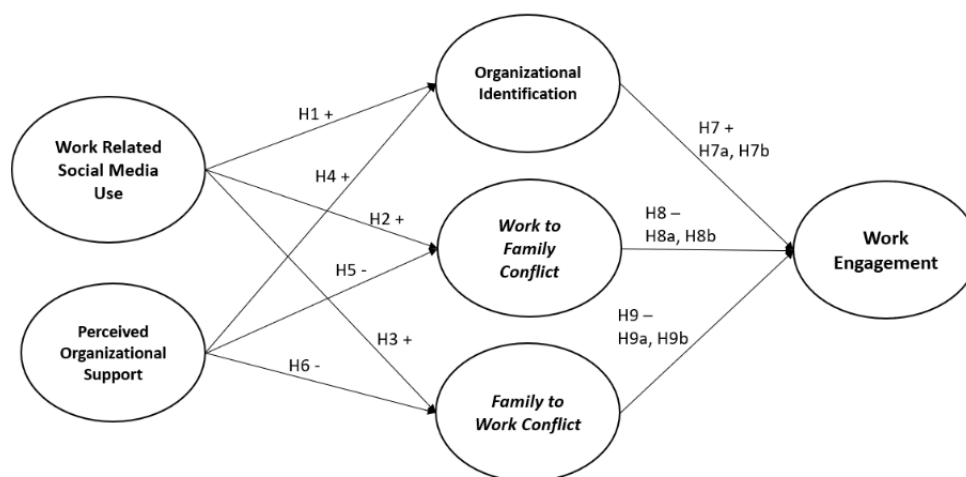 Organizational
Identification
H1 +
H7 +
H7a, H7b
Work Related
Social Media
Use
H4 +
H2 +
Work to
Family
Conflict
H8 –
H8a, H8b
Work
Engagement
H5 -
H9 –
H9a, H9b
Perceived
Organizational
Support
H3 +
H6 -
Family to
Work Conflict